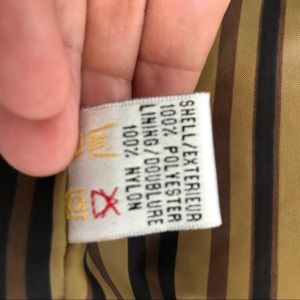 SHELL/EXTERIEUR
100% POLYESTER
LINING/DOUBLURE
100% NYLON